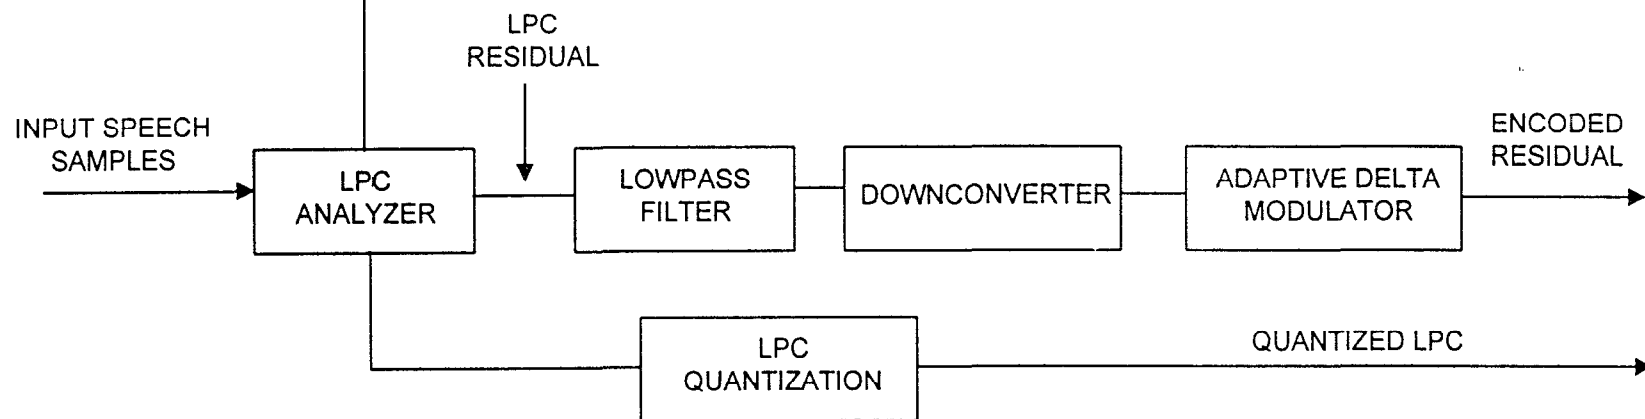 LPC
RESIDUAL
INPUT SPEECH
SAMPLES
LPC
ANALYZER
LOWPASS
FILTER
DOWNCONVERTER
ADAPTIVE DELTA
MODULATOR
ENCODED
RESIDUAL
LPC
QUANTIZATION
QUANTIZED LPC